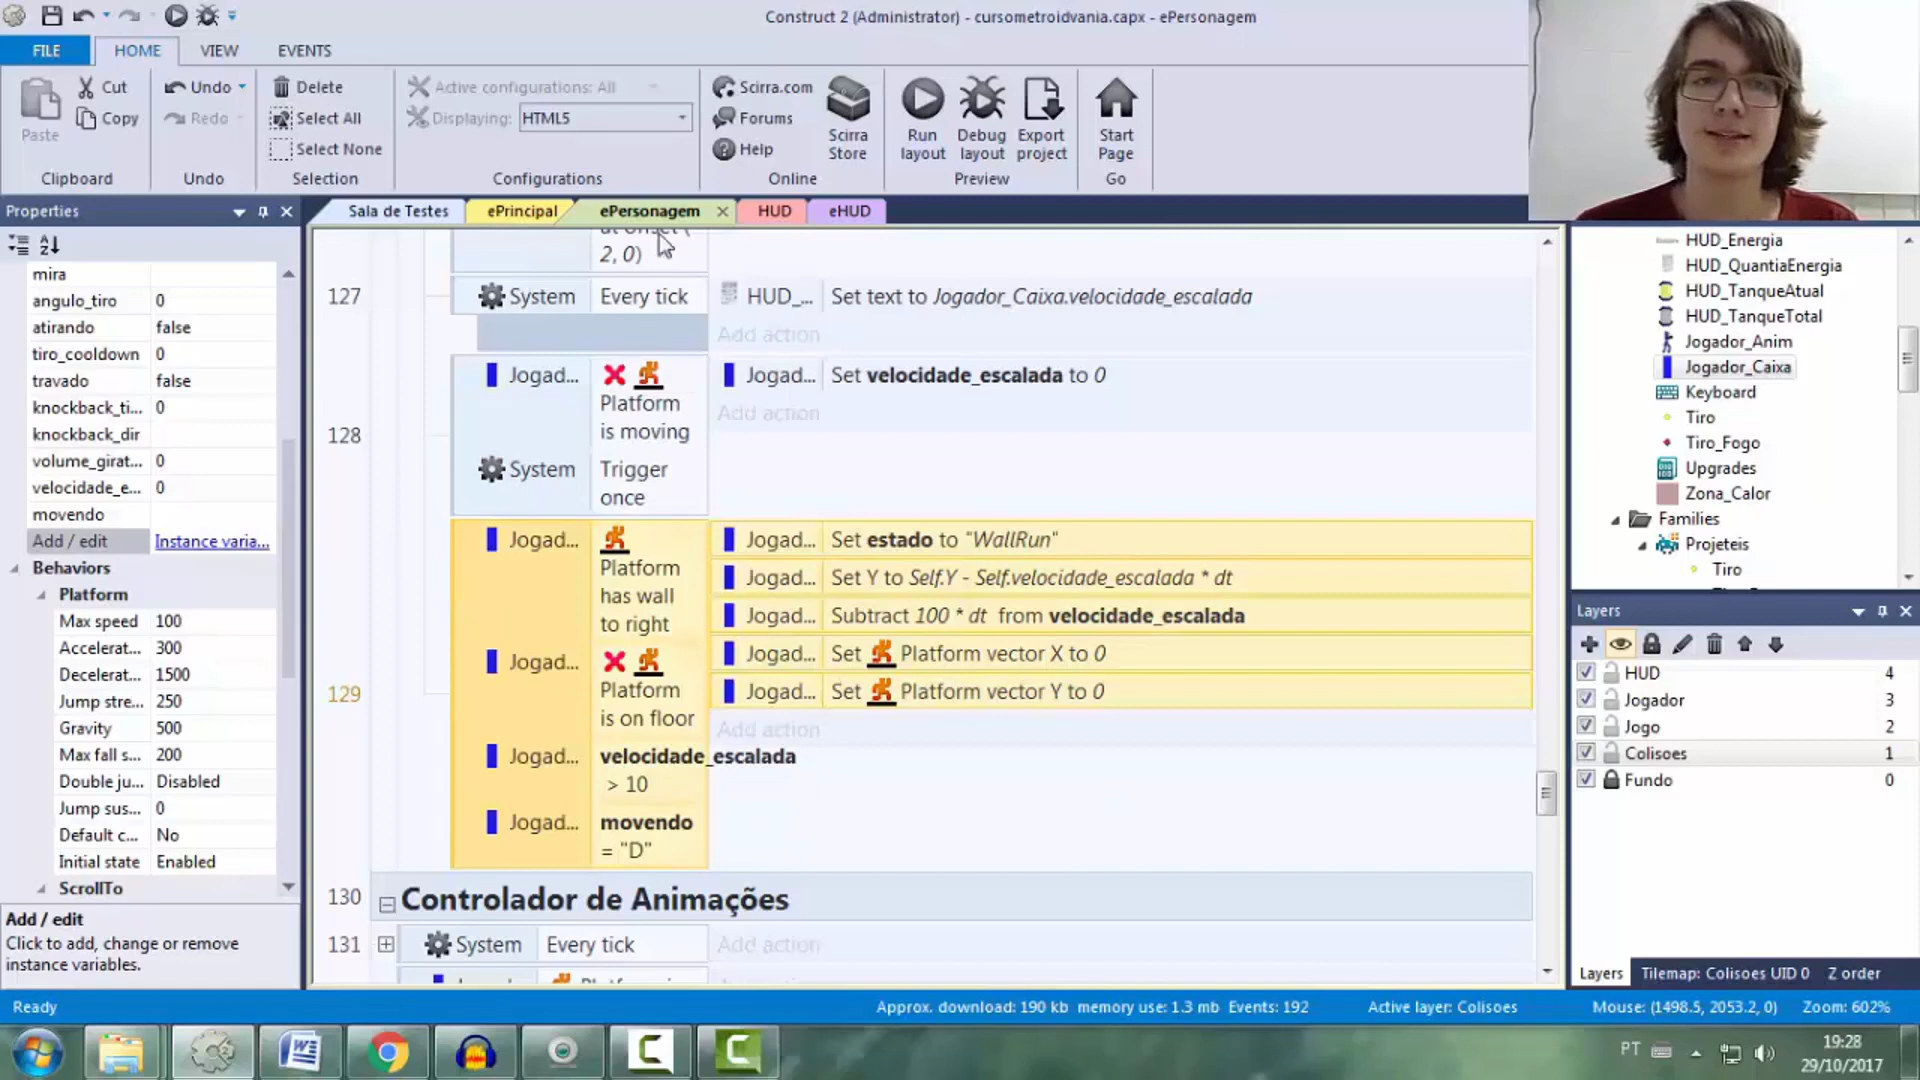 Construct 2 (Administrator) - cursometroidvania.capx - ePersonagem
FILE HOME VIEW EVENTS
Paste
Cut
Copy
Clipboard
Undo
Redo
Undo
Delete
Select All
Select None
Selection
Active configurations: All
Displaying: HTML5
Configurations
Scirra.com
Forums
Help
Scirra Store
Online
Run layout
Debug layout
Export project
Preview
Start Page
Go
Properties
Sala de Testes ePrincipal ePersonagem HUD eHUD
mira
angulo_tiro 0
atirando false
tiro_cooldown 0
travado false
knockback_ti... 0
knockback_dir
volume_girat... 0
velocidade_e... 0
movendo
Add / edit Instance varia...
Behaviors
Platform
Max speed 100
Accelerat... 300
Decelerat... 1500
Jump stre... 250
Gravity 500
Max fall s... 200
Double ju... Disabled
Jump sus... 0
Default c... No
Initial state Enabled
ScrollTo
Add / edit
Click to add, change or remove
instance variables.
2, 0)
127 System Every tick HUD_... Set text to Jogador_Caixa.velocidade_escalada
Add action
128
Jogad... Platform is moving
System Trigger once
Jogad... Set velocidade_escalada to 0
Add action
129
Jogad... Platform has wall to right
Jogad... Platform is on floor
Jogad... velocidade_escalada > 10
Jogad... movendo = "D"
Jogad... Set estado to "WallRun"
Jogad... Set Y to Self.Y - Self.velocidade_escalada * dt
Jogad... Subtract 100 * dt from velocidade_escalada
Jogad... Set Platform vector X to 0
Jogad... Set Platform vector Y to 0
Add action
130 Controlador de Animações
131 System Every tick Add action
HUD_Energia
HUD_QuantiaEnergia
HUD_TanqueAtual
HUD_TanqueTotal
Jogador_Anim
Jogador_Caixa
Keyboard
Tiro
Tiro_Fogo
Upgrades
Zona_Calor
Families
Projeteis
Tiro
Layers
HUD 4
Jogador 3
Jogo 2
Colisoes 1
Fundo 0
Layers Tilemap: Colisoes UID 0 Z order
Ready
Approx. download: 190 kb memory use: 1.3 mb Events: 192
Active layer: Colisoes
Mouse: (1498.5, 2053.2, 0)
Zoom: 602%
PT
19:28
29/10/2017